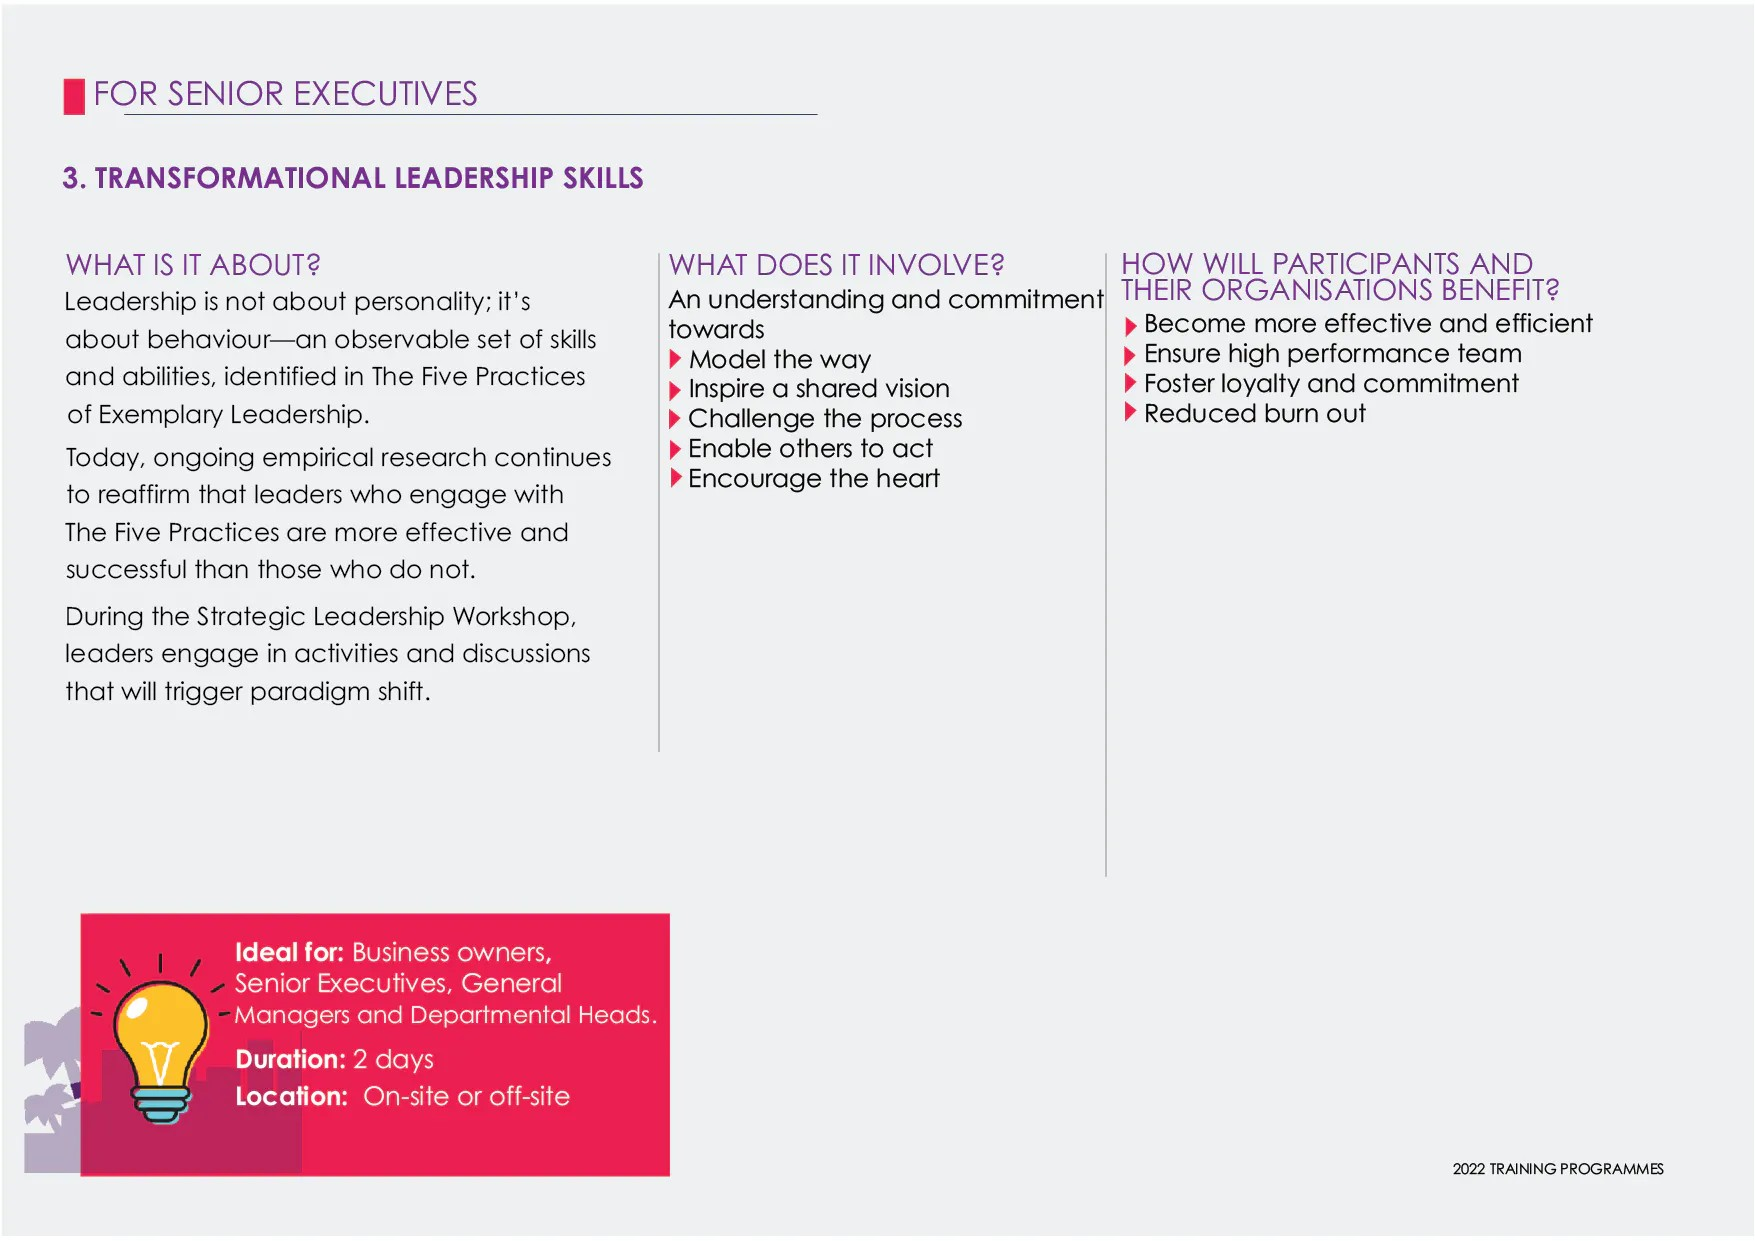 FOR SENIOR EXECUTIVES
3. TRANSFORMATIONAL LEADERSHIP SKILLS
WHAT IS IT ABOUT?
Leadership is not about personality; it's
about behaviour—an observable set of skills
and abilities, identified in The Five Practices
of Exemplary Leadership.
Today, ongoing empirical research continues
to reaffirm that leaders who engage with
The Five Practices are more effective and
successful than those who do not.
During the Strategic Leadership Workshop,
leaders engage in activities and discussions
that will trigger paradigm shift.
WHAT DOES IT INVOLVE?
An understanding and commitment
towards
Model the way
Inspire a shared vision
Challenge the process
Enable others to act
Encourage the heart
HOW WILL PARTICIPANTS AND
THEIR ORGANISATIONS BENEFIT?
Become more effective and efficient
Ensure high performance team
Foster loyalty and commitment
Reduced burn out
Ideal for: Business owners,
Senior Executives, General
Managers and Departmental Heads.
Duration: 2 days
Location: On-site or off-site
2022 TRAINING PROGRAMMES